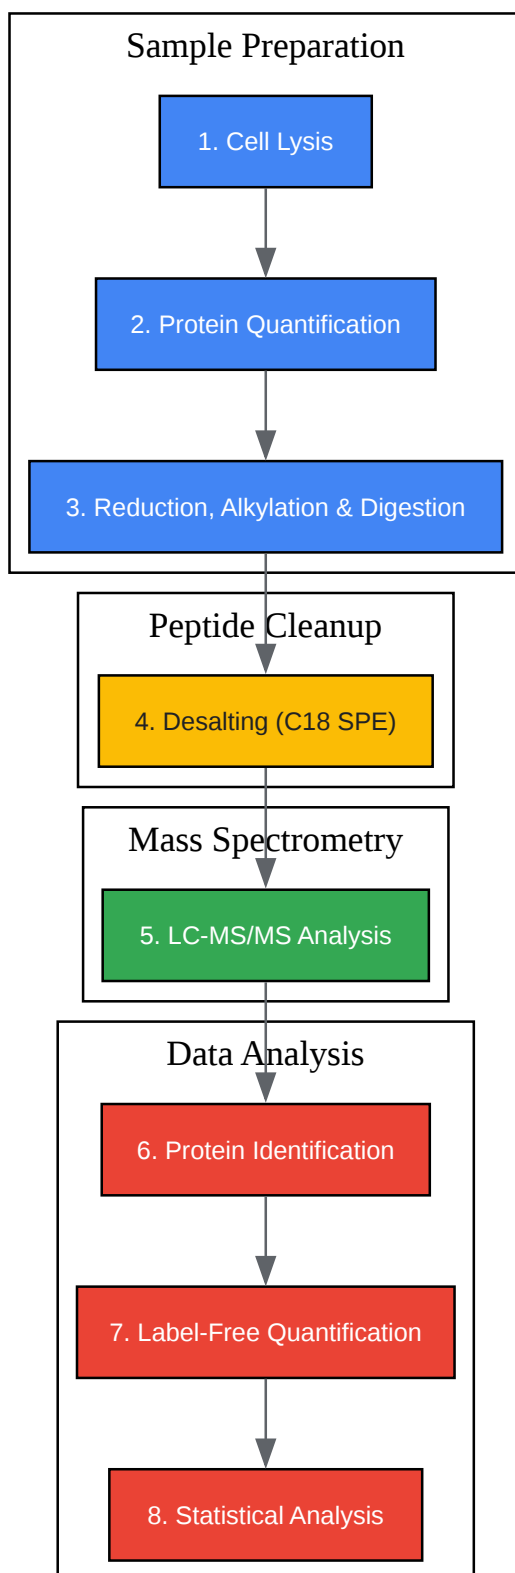 Sample Preparation
1. Cell Lysis
2. Protein Quantification
3. Reduction, Alkylation & Digestion
Peptide Cleanup
4. Desalting (C18 SPE)
Mass Spectrometry
5. LC-MS/MS Analysis
Data Analysis
6. Protein Identification
7. Label-Free Quantification
8. Statistical Analysis